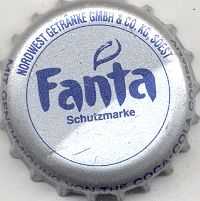 NORDWEST GETRÄNKE GMBH & CO. KG, SOEST
Fanta
Schutzmarke
MIT GENEHMIGUNG VON THE COCA-COLA